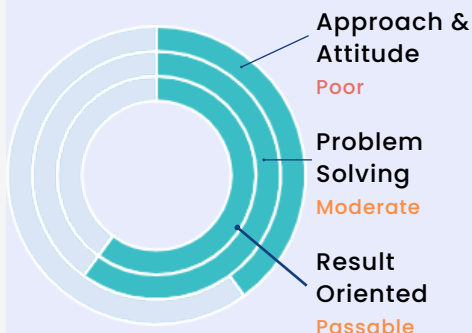 Approach &
Attitude
Poor
Problem
Solving
Moderate
Result
Oriented
Passable